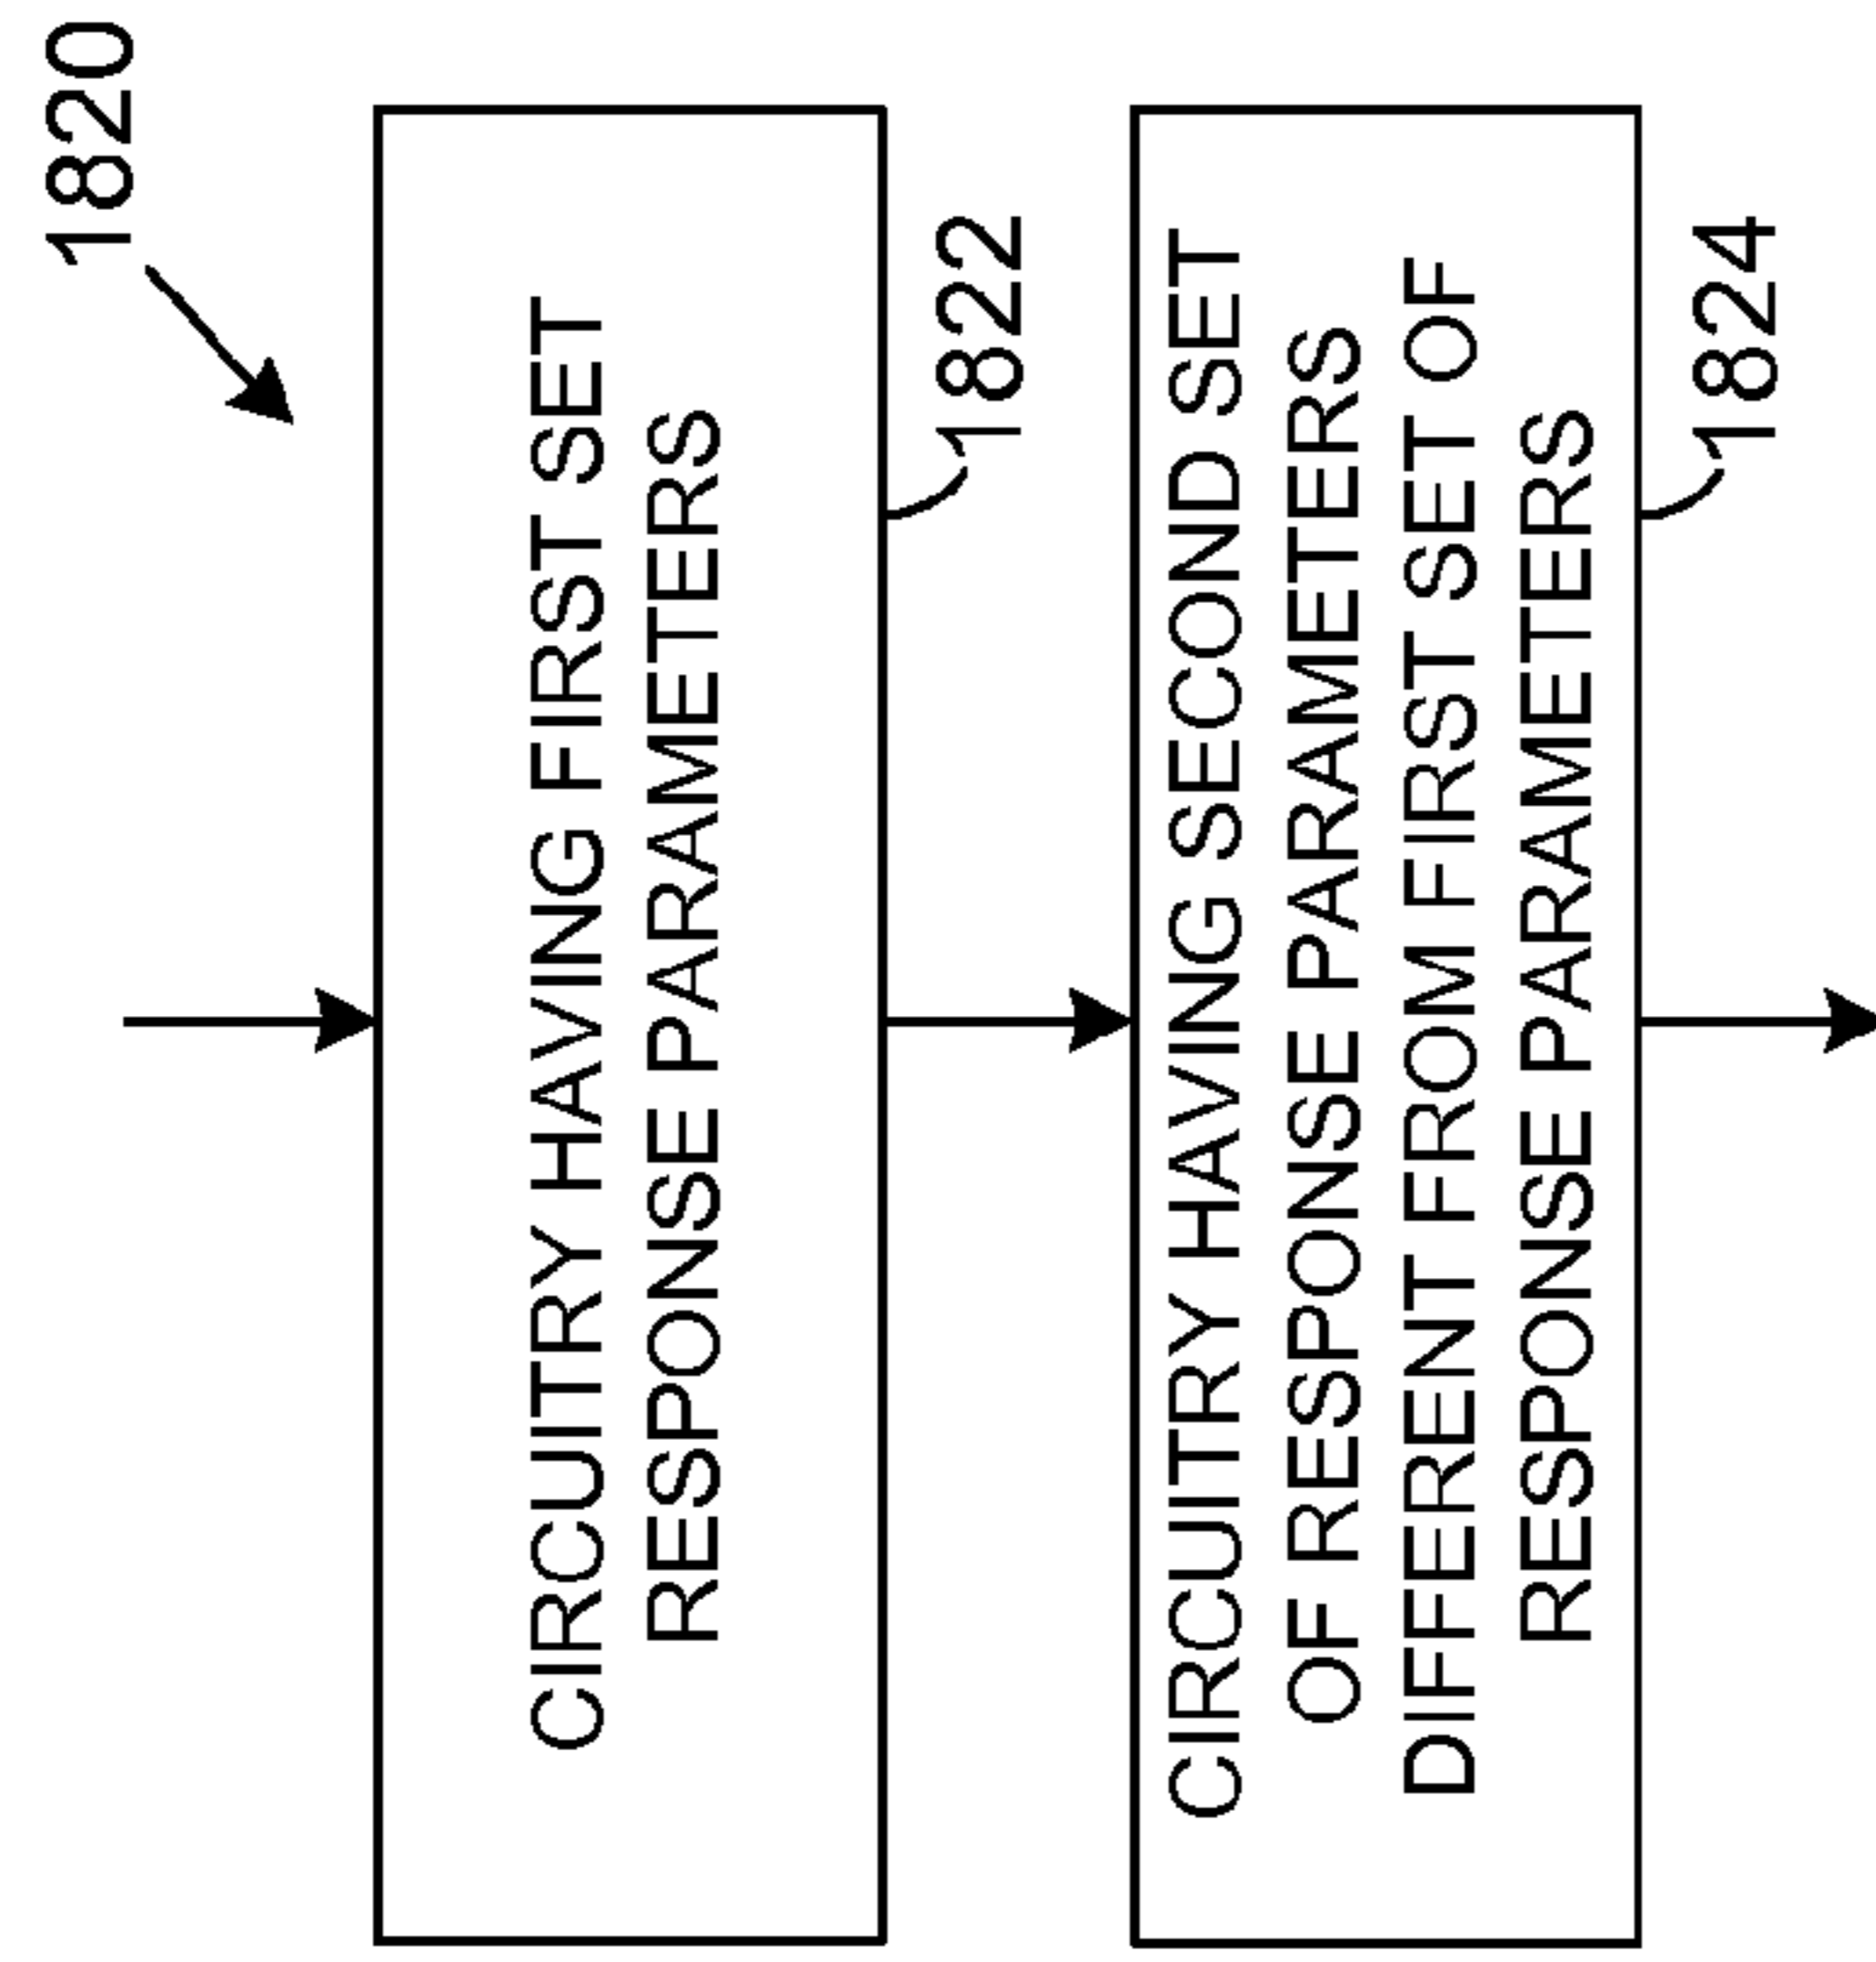 1820
CIRCUITRY HAVING FIRST SET
RESPONSE PARAMETERS
1822
CIRCUITRY HAVING SECOND SET
OF RESPONSE PARAMETERS
DIFFERENT FROM FIRST SET OF
RESPONSE PARAMETERS
1824